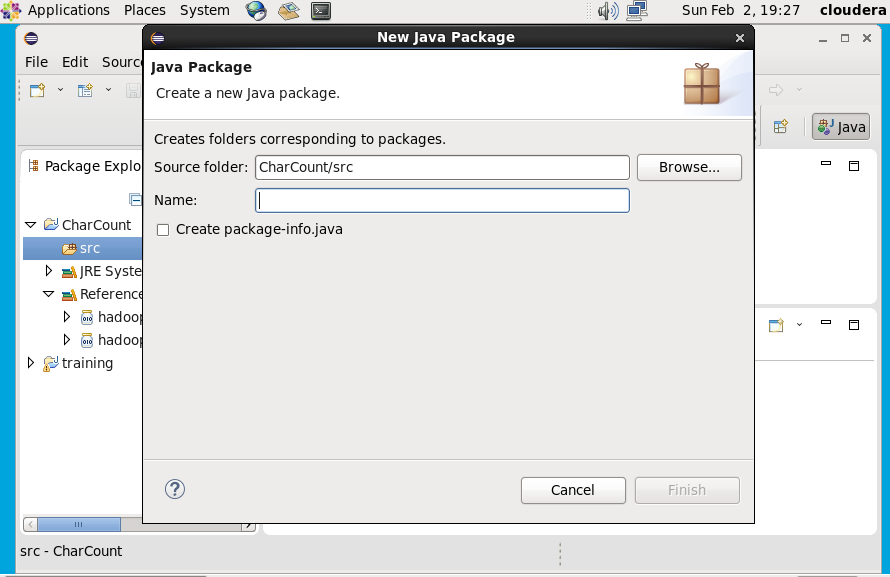 Applications Places System Sun Feb 2, 19:27 cloudera
New Java Package
File Edit Source
Java Package
Create a new Java package.
Java
Creates folders corresponding to packages.
Package Explo
Source folder: CharCount/src Browse...
Name:
CharCount
Create package-info.java
src
JRE Syste
Reference
hadoop
hadoop
training
Cancel Finish
src - CharCount